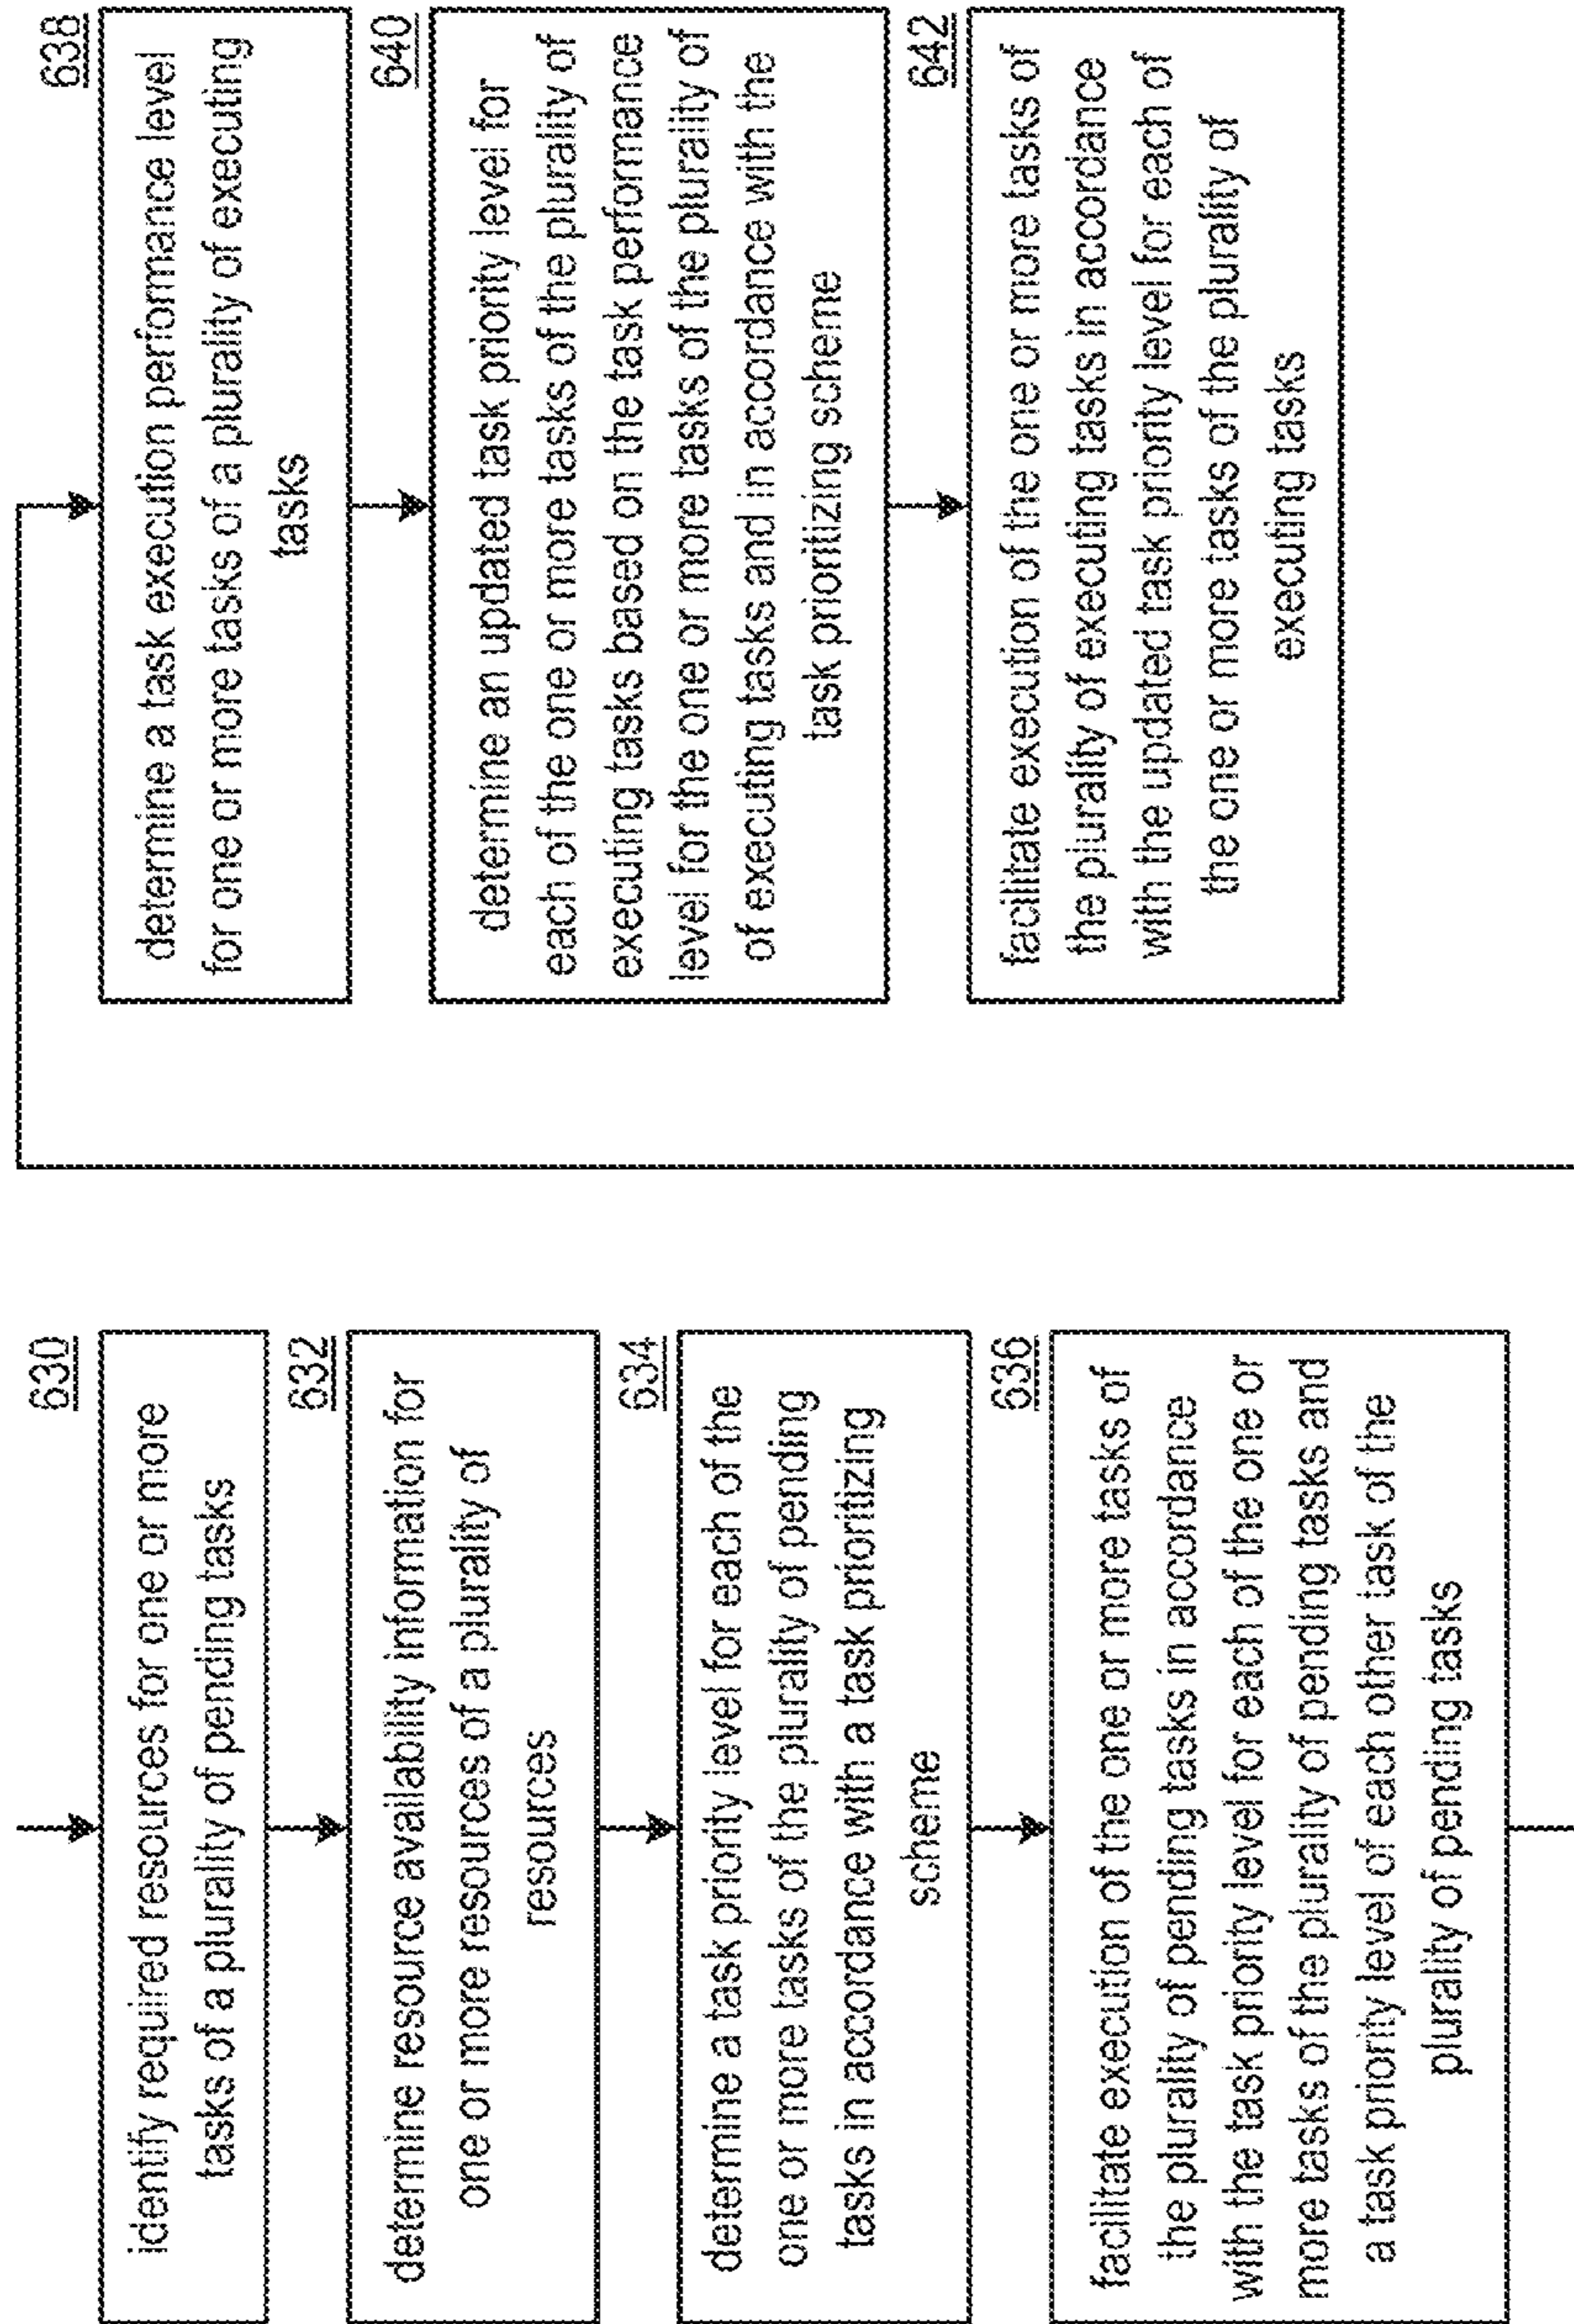 630
identify required resources for one or more
tasks of a plurality of pending tasks
632
determine resource availability information for
one or more resources of a plurality of
resources
634
determine a task priority level for each of the
one or more tasks of the plurality of pending
tasks in accordance with a task prioritizing
scheme
636
facilitate execution of the one or more tasks of
the plurality of pending tasks in accordance
with the task priority level for each of the one or
more tasks of the plurality of pending tasks and
a task priority level of each other task of the
plurality of pending tasks
638
determine a task execution performance level
for one or more tasks of a plurality of executing
tasks
640
determine an updated task priority level for
each of the one or more tasks of the plurality of
executing tasks based on the task performance
level for the one or more tasks of the plurality of
of executing tasks and in accordance with the
task prioritizing scheme
642
facilitate execution of the one or more tasks of
the plurality of executing tasks in accordance
with the updated task priority level for each of
the one or more tasks of the plurality of
executing tasks